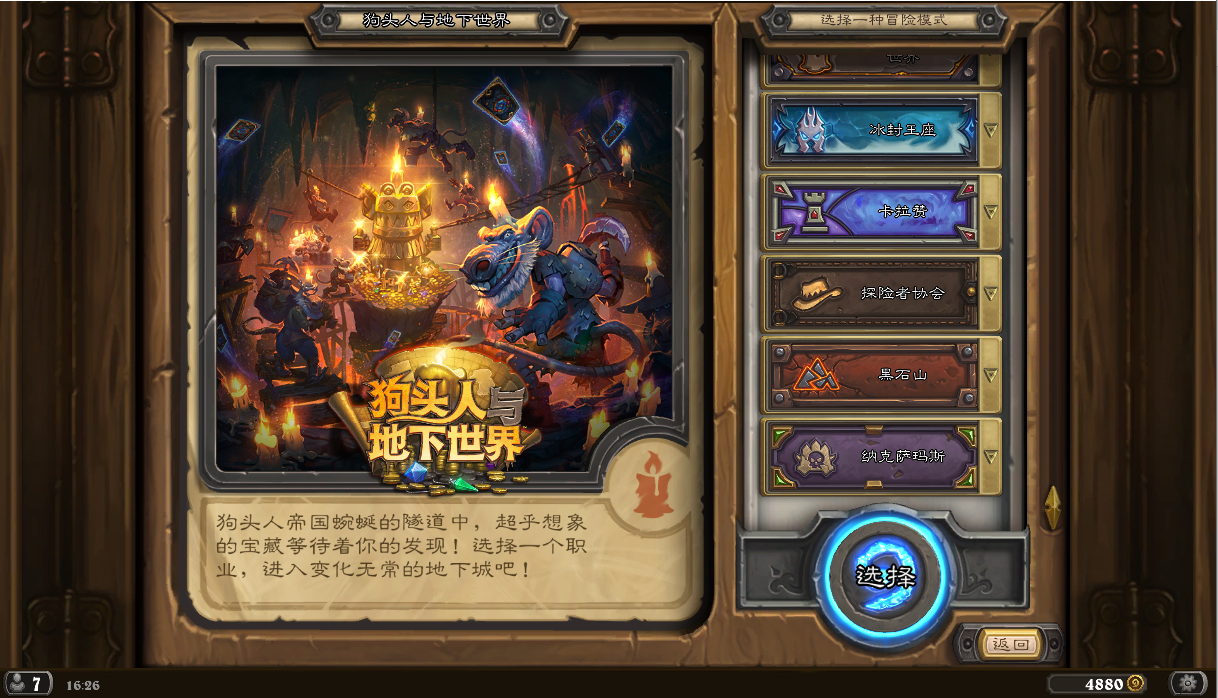 狗头人与地下世界
选择一种冒险模式
狗头人与
地下世界
狗头人帝国蜿蜒的隧道中，超乎想象
的宝藏等待着你的发现！选择一个职
业，进入变化无常的地下城吧！
世界
冰封王座
卡拉赞
探险者协会
黑石山
纳克萨玛斯
选择
返回
7
16:26
4880